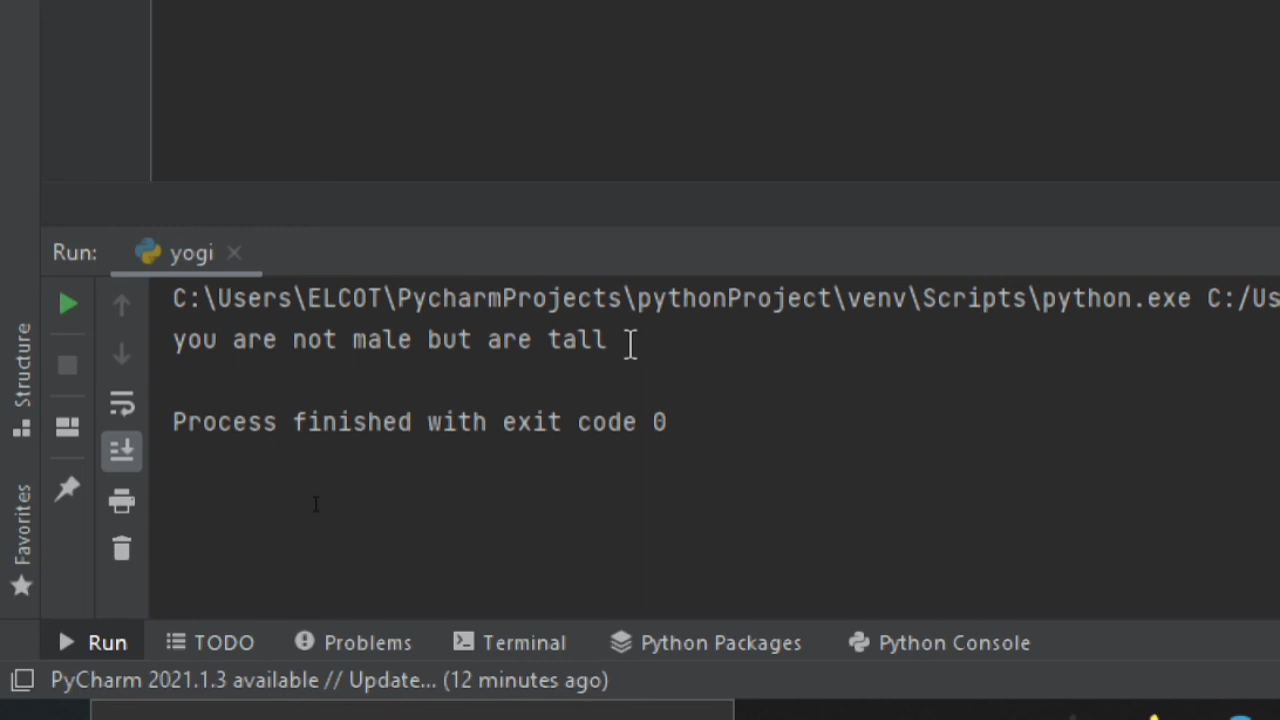 Run: yogi
C:\Users\ELCOT\PycharmProjects\pythonProject\venv\Scripts\python.exe C:/Us
you are not male but are tall
Process finished with exit code 0
Structure
Favorites
Run TODO Problems Terminal Python Packages Python Console
PyCharm 2021.1.3 available // Update... (12 minutes ago)